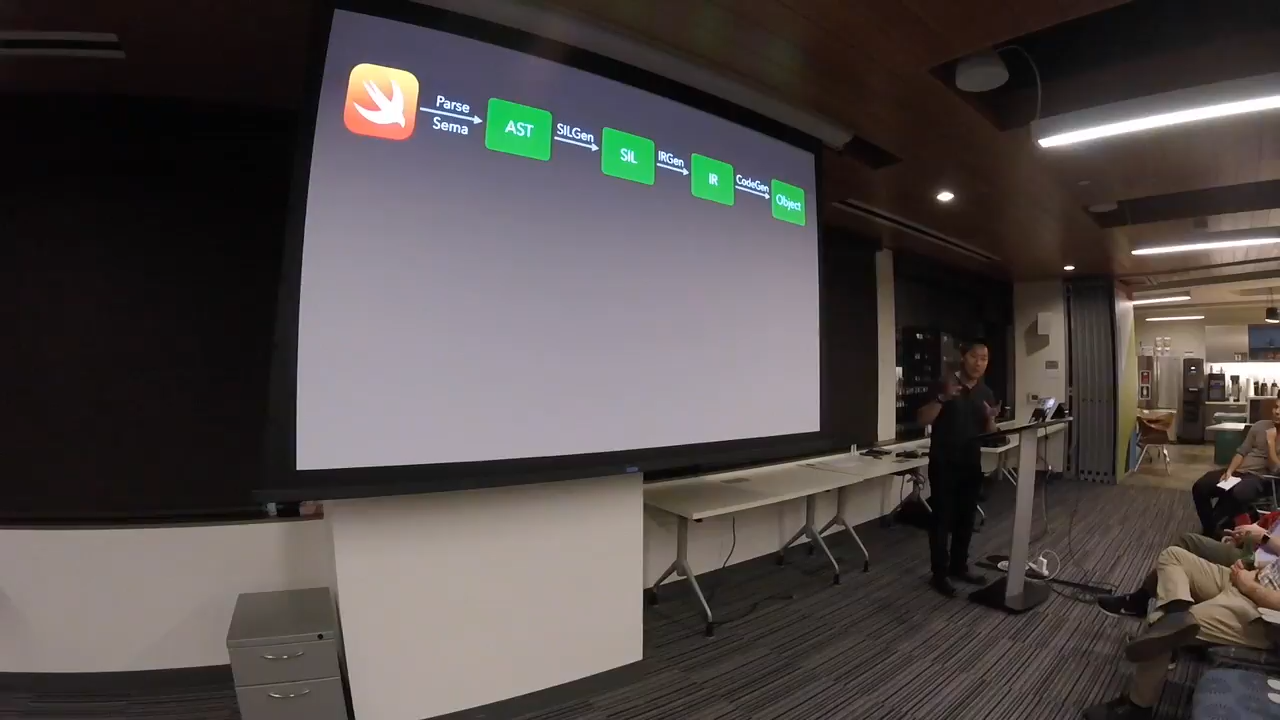 Parse
Sema
AST
SILGen
SIL
IRGen
IR
CodeGen
Object